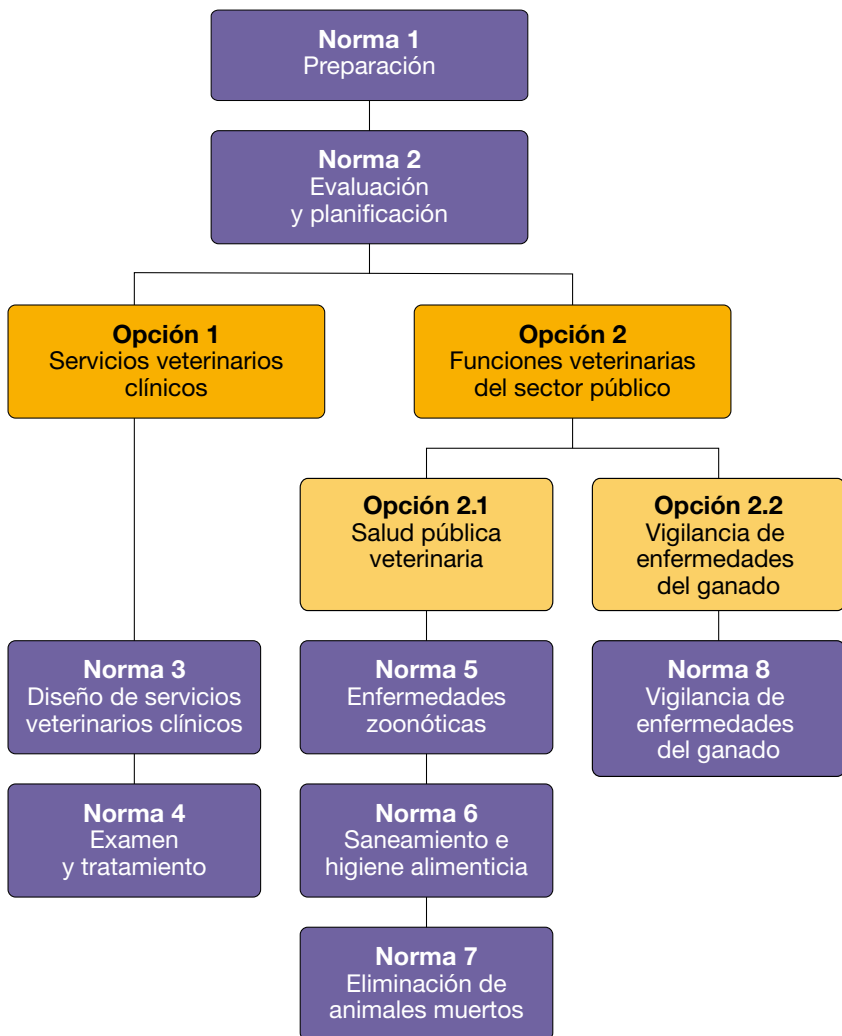 Norma 1
Preparación
Norma 2
Evaluación
y planificación
Opción 1
Servicios veterinarios
clínicos
Opción 2
Funciones veterinarias
del sector público
Opción 2.1
Salud pública
veterinaria
Opción 2.2
Vigilancia de
enfermedades
del ganado
Norma 3
Diseño de servicios
veterinarios clínicos
Norma 5
Enfermedades
zoonóticas
Norma 8
Vigilancia de
enfermedades
del ganado
Norma 4
Examen
y tratamiento
Norma 6
Saneamiento e
higiene alimenticia
Norma 7
Eliminación de
animales muertos